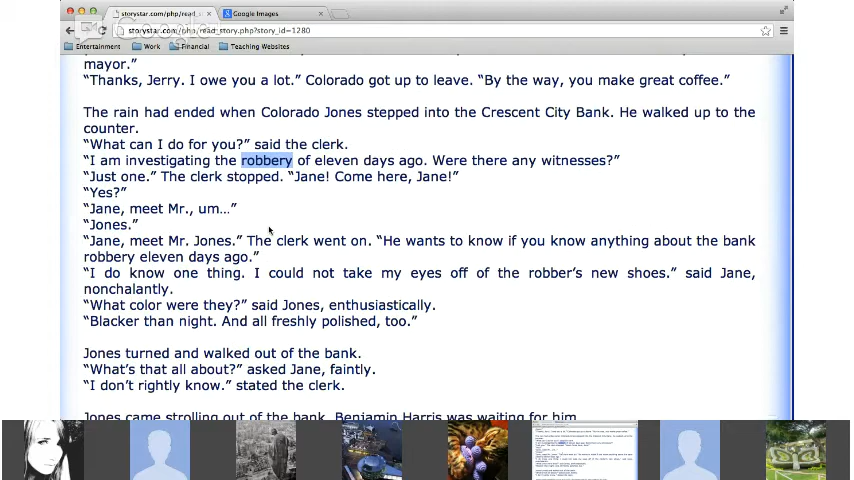 storystar.com/php/read_s
Google Images
storystar.com/php/read_story.php?story_id=1280
Google
Entertainment
Work
Financial
Teaching Websites
mayor.”
“Thanks, Jerry. I owe you a lot.” Colorado got up to leave. “By the way, you make great coffee.”
The rain had ended when Colorado Jones stepped into the Crescent City Bank. He walked up to the
counter.
“What can I do for you?” said the clerk.
“I am investigating the robbery of eleven days ago. Were there any witnesses?”
“Just one.” The clerk stopped. “Jane! Come here, Jane!”
“Yes?”
“Jane, meet Mr., um…”
“Jones.”
“Jane, meet Mr. Jones.” The clerk went on. “He wants to know if you know anything about the bank
robbery eleven days ago.”
“I do know one thing. I could not take my eyes off of the robber’s new shoes.” said Jane,
nonchalantly.
“What color were they?” said Jones, enthusiastically.
“Blacker than night. And all freshly polished, too.”
Jones turned and walked out of the bank.
“What’s that all about?” asked Jane, faintly.
“I don’t rightly know.” stated the clerk.
Jones came strolling out of the bank. Benjamin Harris was waiting for him